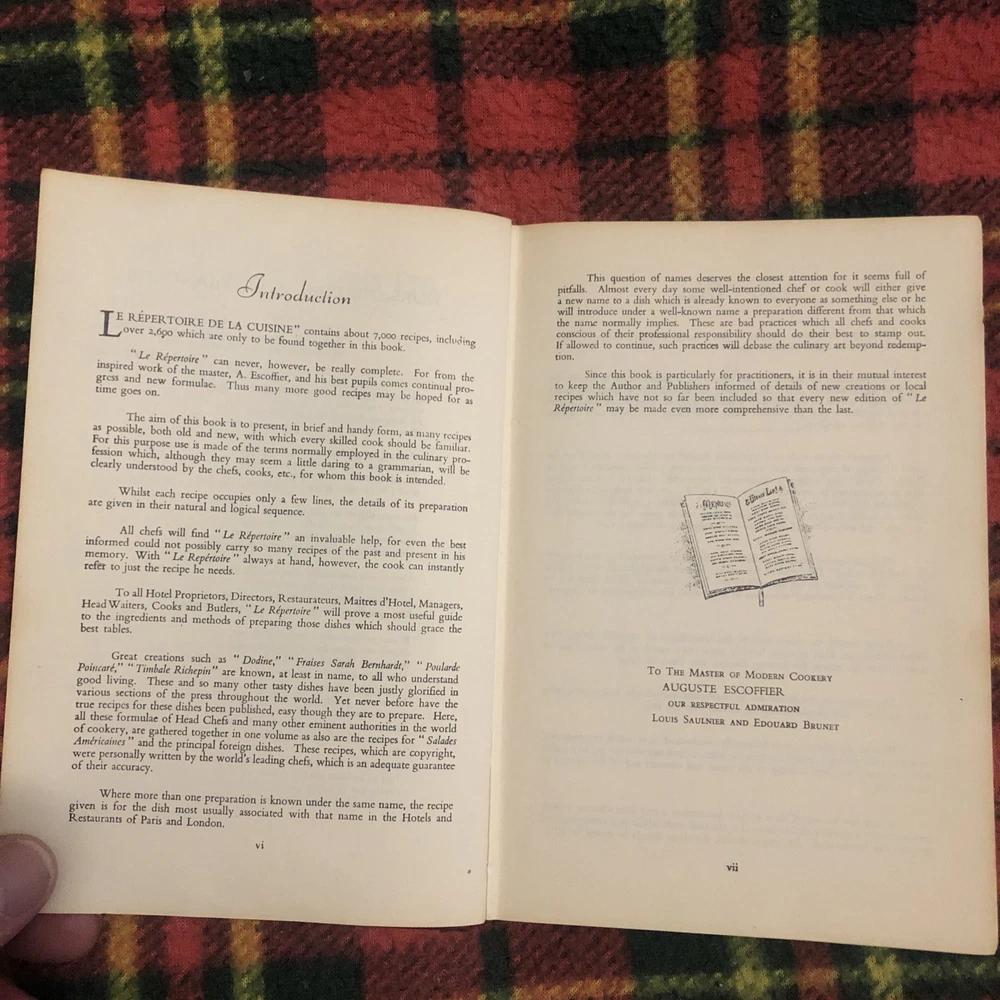 Introduction
LE RÉPERTOIRE DE LA CUISINE" contains about 7,000 recipes, including
over 2,690 which are only to be found together in this book.
"Le Répertoire" can never, however, be really complete. For from the
inspired work of the master, A. Escoffier, and his best pupils comes continual pro-
gress and new formulae. Thus many more good recipes may be hoped for as
time goes on.
The aim of this book is to present, in brief and handy form, as many recipes
as possible, both old and new, with which every skilled cook should be familiar.
For this purpose use is made of the terms normally employed in the culinary pro-
fession which, although they may seem a little daring to a grammarian, will be
clearly understood by the chefs, cooks, etc., for whom this book is intended.
Whilst each recipe occupies only a few lines, the details of its preparation
are given in their natural and logical sequence.
All chefs will find "Le Répertoire" an invaluable help, for even the best
informed could not possibly carry so many recipes of the past and present in his
memory. With "Le Repértoire" always at hand, however, the cook can instantly
refer to just the recipe he needs.
To all Hotel Proprietors, Directors, Restaurateurs, Maitres d'Hotel, Managers,
Head Waiters, Cooks and Butlers, "Le Répertoire" will prove a most useful guide
to the ingredients and methods of preparing those dishes which should grace the
best tables.
Great creations such as "Dodine," "Fraises Sarah Bernhardt," "Poularde
Poincaré," "Timbale Richepin" are known, at least in name, to all who understand
good living. These and so many other tasty dishes have been justly glorified in
various sections of the press throughout the world. Yet never before have the
true recipes for these dishes been published, easy though they are to prepare. Here,
all these formulae of Head Chefs and many other eminent authorities in the world
of cookery, are gathered together in one volume as also are the recipes for "Salades
Américaines" and the principal foreign dishes. These recipes, which are copyright,
were personally written by the world's leading chefs, which is an adequate guarantee
of their accuracy.
Where more than one preparation is known under the same name, the recipe
given is for the dish most usually associated with that name in the Hotels and
Restaurants of Paris and London.
vi
This question of names deserves the closest attention for it seems full of
pitfalls. Almost every day some well-intentioned chef or cook will either give
a new name to a dish which is already known to everyone as something else or he
will introduce under a well-known name a preparation different from that which
the name normally implies. These are bad practices which all chefs and cooks
conscious of their professional responsibility should do their best to stamp out.
If allowed to continue, such practices will debase the culinary art beyond redemp-
tion.
Since this book is particularly for practitioners, it is in their mutual interest
to keep the Author and Publishers informed of details of new creations or local
recipes which have not so far been included so that every new edition of "Le
Répertoire" may be made even more comprehensive than the last.
MENUS
To The Master of Modern Cookery
AUGUSTE ESCOFFIER
OUR RESPECTFUL ADMIRATION
Louis Saulnier and Edouard Brunet
vii